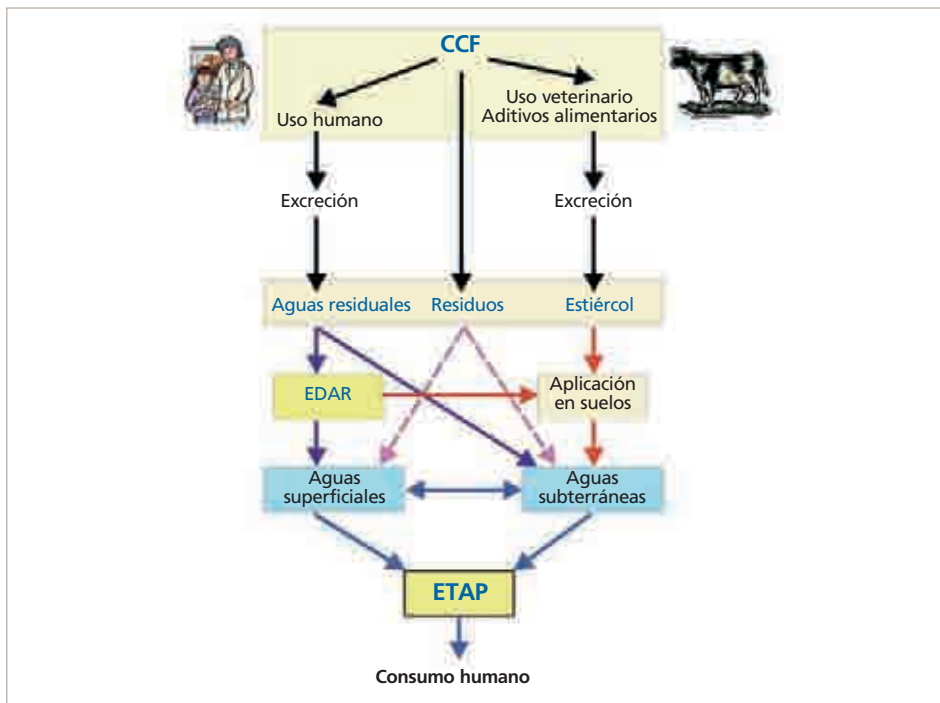 CCF
Uso humano
Uso veterinario
Aditivos alimentarios
Excreción
Excreción
Aguas residuales
Residuos
Estiércol
EDAR
Aplicación
en suelos
Aguas
superficiales
Aguas
subterráneas
ETAP
Consumo humano